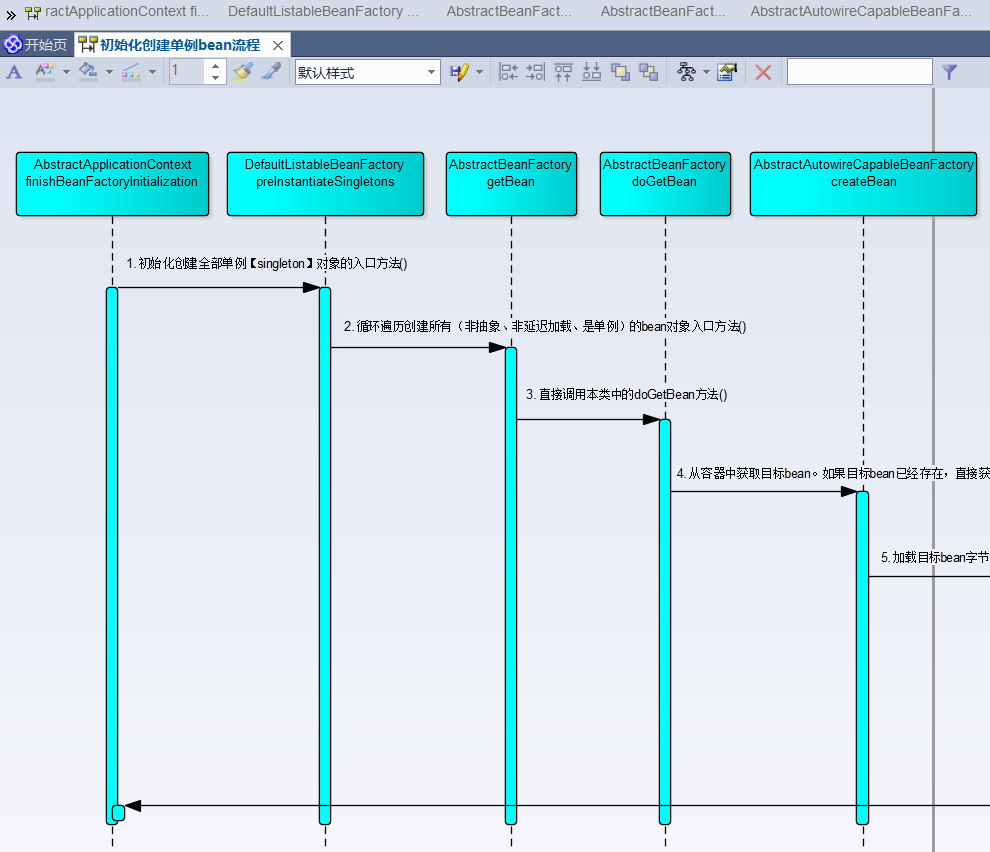 ractApplicationContext fi...
DefaultListableBeanFactory ...
AbstractBeanFact...
AbstractBeanFact...
AbstractAutowireCapableBeanFa...
开始页
初始化创建单例bean流程
1
默认样式
AbstractApplicationContext
finishBeanFactoryInitialization
DefaultListableBeanFactory
preInstantiateSingletons
AbstractBeanFactory
getBean
AbstractBeanFactory
doGetBean
AbstractAutowireCapableBeanFactory
createBean
1. 初始化创建全部单例【singleton】对象的入口方法()
2. 循环遍历创建所有（非抽象、非延迟加载、是单例）的bean对象入口方法()
3. 直接调用本类中的doGetBean方法()
4. 从容器中获取目标bean。如果目标bean已经存在，直接获
5. 加载目标bean字节